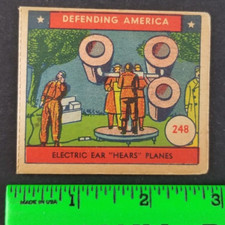 DEFENDING AMERICA
248
ELECTRIC EAR "HEARS" PLANES
MADE IN USA 1 2 3